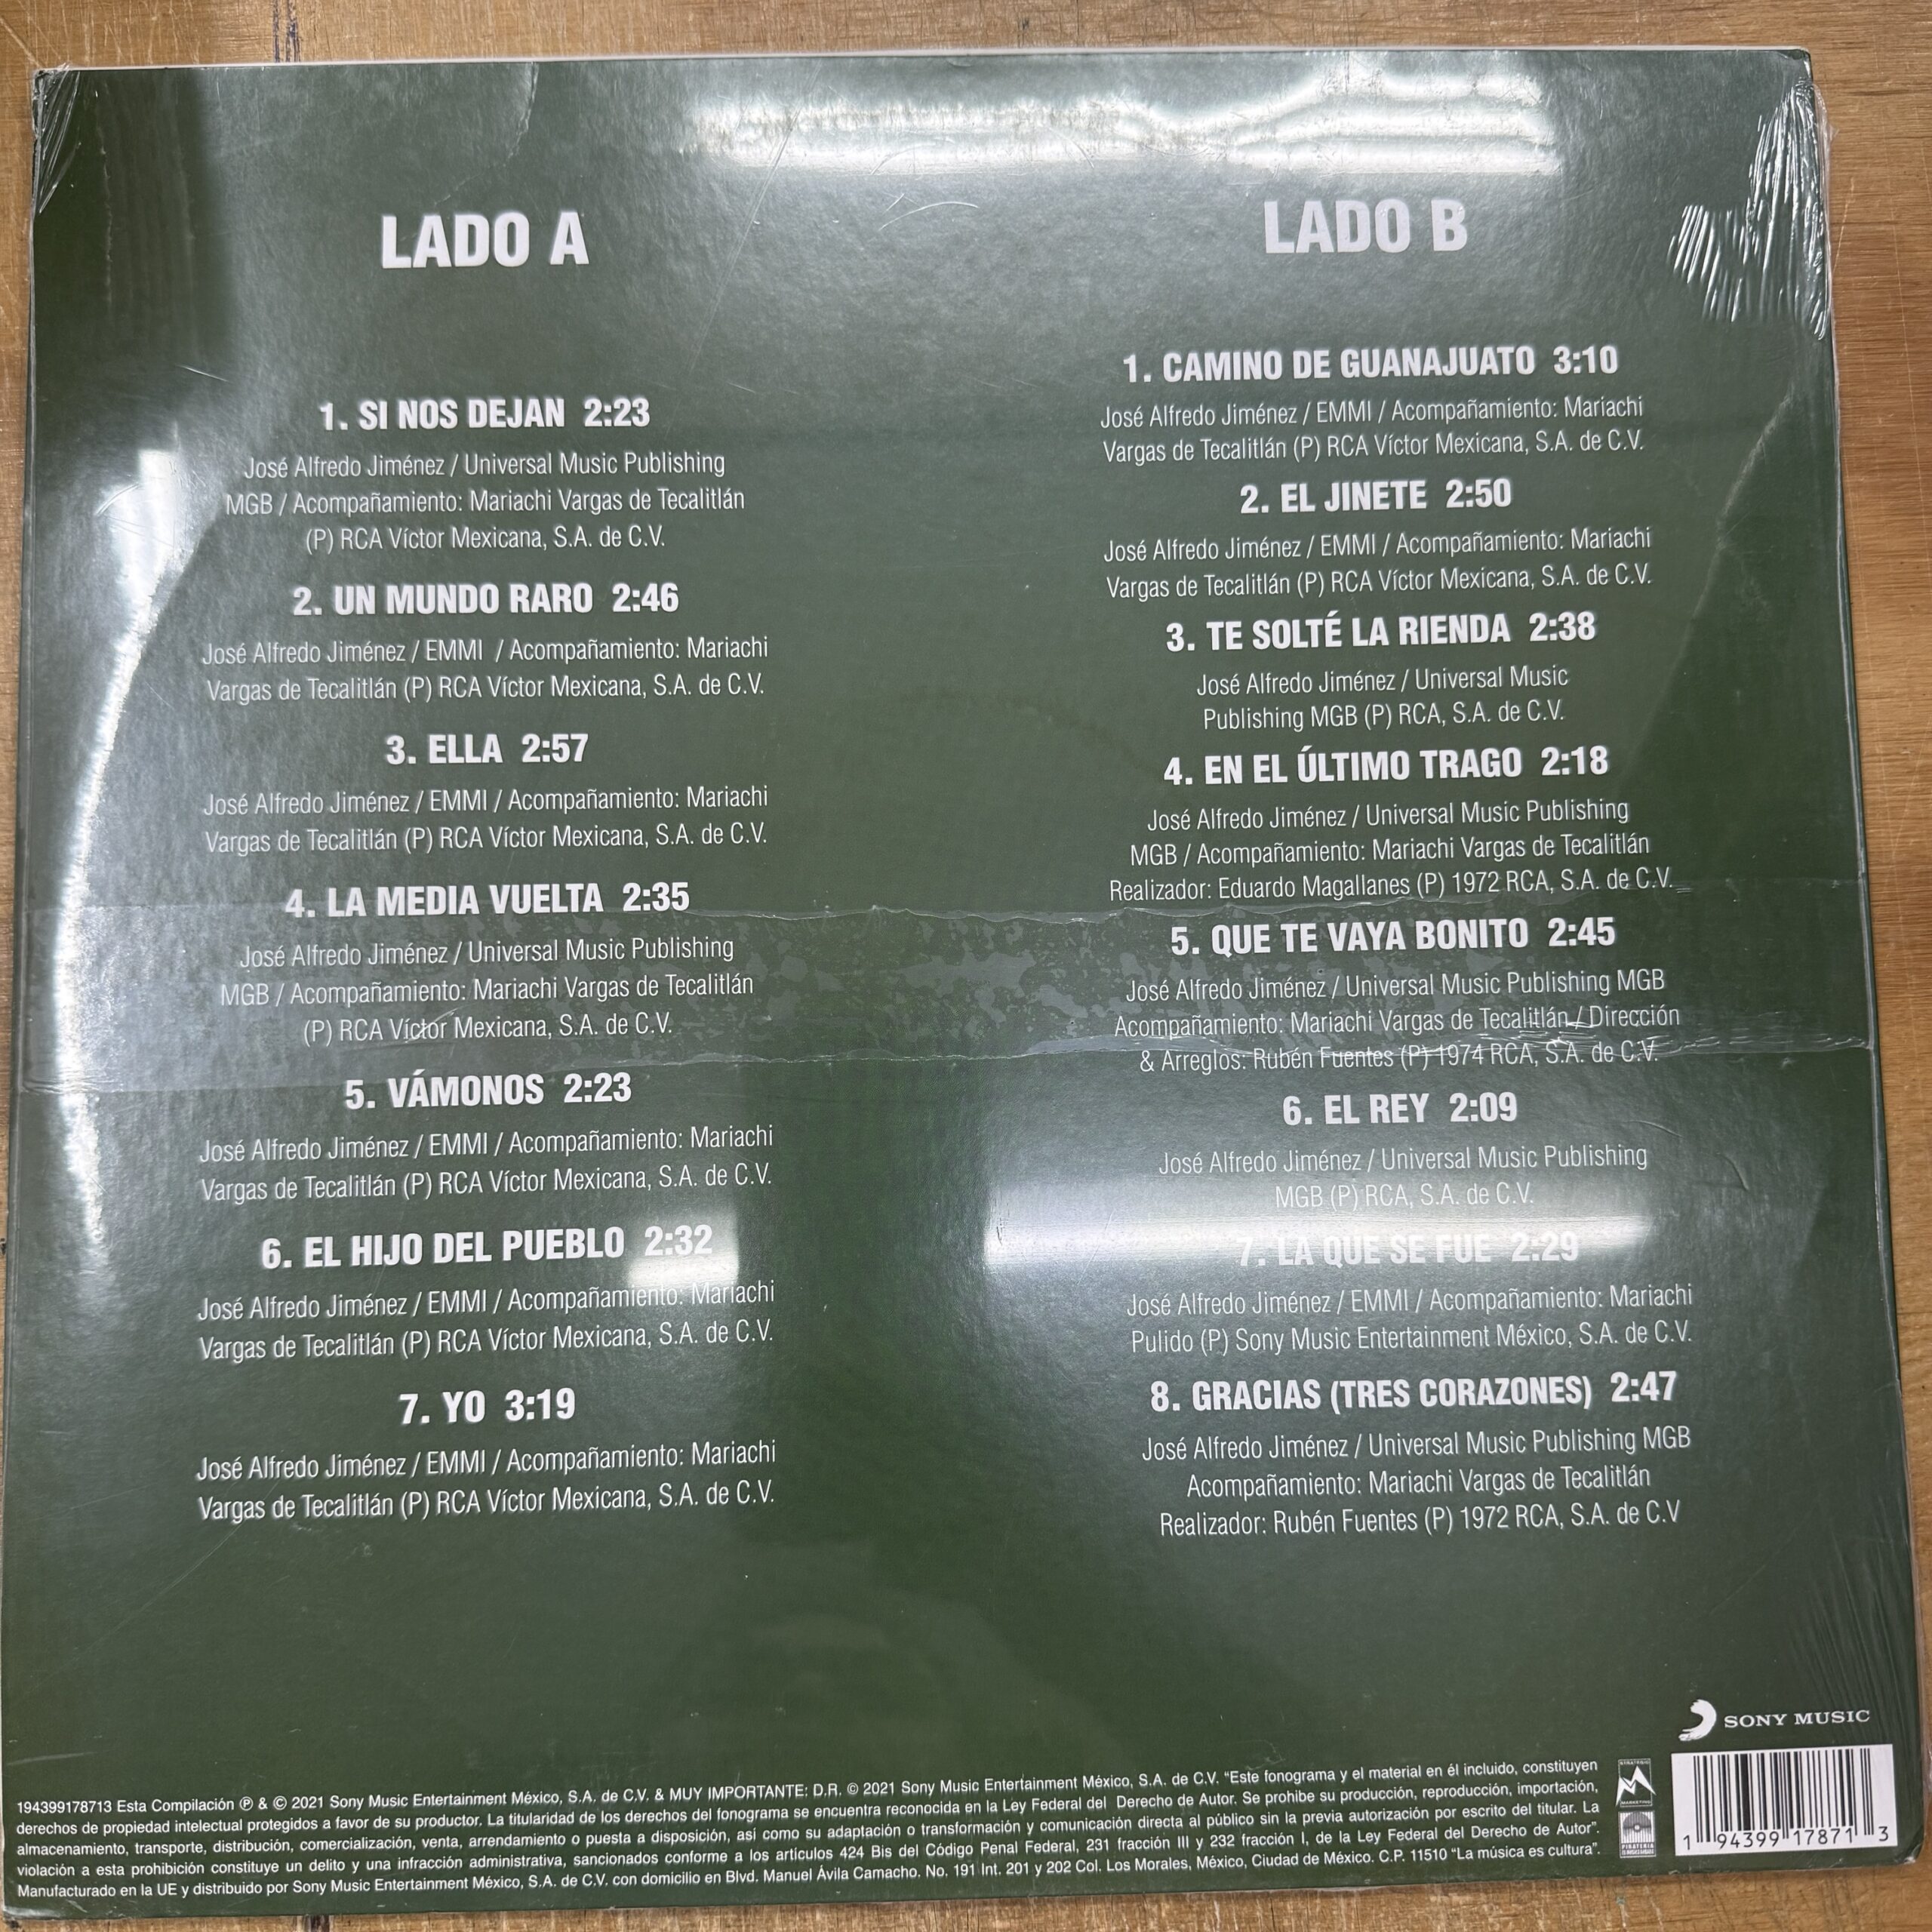 LADO A
1. SI NOS DEJAN 2:23
José Alfredo Jiménez / Universal Music Publishing
MGB / Acompañamiento: Mariachi Vargas de Tecalitlán
(P) RCA Víctor Mexicana, S.A. de C.V.
2. UN MUNDO RARO 2:46
José Alfredo Jiménez / EMMI / Acompañamiento: Mariachi
Vargas de Tecalitlán (P) RCA Víctor Mexicana, S.A. de C.V.
3. ELLA 2:57
José Alfredo Jiménez / EMMI / Acompañamiento: Mariachi
Vargas de Tecalitlán (P) RCA Víctor Mexicana, S.A. de C.V.
4. LA MEDIA VUELTA 2:35
José Alfredo Jiménez / Universal Music Publishing
MGB / Acompañamiento: Mariachi Vargas de Tecalitlán
(P) RCA Víctor Mexicana, S.A. de C.V.
5. VÁMONOS 2:23
José Alfredo Jiménez / EMMI / Acompañamiento: Mariachi
Vargas de Tecalitlán (P) RCA Víctor Mexicana, S.A. de C.V.
6. EL HIJO DEL PUEBLO 2:32
José Alfredo Jiménez / EMMI / Acompañamiento: Mariachi
Vargas de Tecalitlán (P) RCA Víctor Mexicana, S.A. de C.V.
7. YO 3:19
José Alfredo Jiménez / EMMI / Acompañamiento: Mariachi
Vargas de Tecalitlán (P) RCA Víctor Mexicana, S.A. de C.V.
LADO B
1. CAMINO DE GUANAJUATO 3:10
José Alfredo Jiménez / EMMI / Acompañamiento: Mariachi
Vargas de Tecalitlán (P) RCA Víctor Mexicana, S.A. de C.V.
2. EL JINETE 2:50
José Alfredo Jiménez / EMMI / Acompañamiento: Mariachi
Vargas de Tecalitlán (P) RCA Víctor Mexicana, S.A. de C.V.
3. TE SOLTÉ LA RIENDA 2:38
José Alfredo Jiménez / Universal Music
Publishing MGB (P) RCA, S.A. de C.V.
4. EN EL ÚLTIMO TRAGO 2:18
José Alfredo Jiménez / Universal Music Publishing
MGB / Acompañamiento: Mariachi Vargas de Tecalitlán
Realizador: Eduardo Magallanes (P) 1972 RCA, S.A. de C.V.
5. QUE TE VAYA BONITO 2:45
José Alfredo Jiménez / Universal Music Publishing MGB
Acompañamiento: Mariachi Vargas de Tecalitlán / Dirección
& Arreglos: Rubén Fuentes (P) 1974 RCA, S.A. de C.V.
6. EL REY 2:09
José Alfredo Jiménez / Universal Music Publishing
MGB (P) RCA, S.A. de C.V.
7. LA QUE SE FUE 2:29
José Alfredo Jiménez / EMMI / Acompañamiento: Mariachi
Pulido (P) Sony Music Entertainment México, S.A. de C.V.
8. GRACIAS (TRES CORAZONES) 2:47
José Alfredo Jiménez / Universal Music Publishing MGB
Acompañamiento: Mariachi Vargas de Tecalitlán
Realizador: Rubén Fuentes (P) 1972 RCA, S.A. de C.V
SONY MUSIC
194399178713 Esta Compilación ℗ & © 2021 Sony Music Entertainment México, S.A. de C.V. & MUY IMPORTANTE: D.R. © 2021 Sony Music Entertainment México, S.A. de C.V. “Este fonograma y el material en él incluido, constituyen
derechos de propiedad intelectual protegidos a favor de su productor. La titularidad de los derechos del fonograma se encuentra reconocida en la Ley Federal del Derecho de Autor. Se prohibe su producción, reproducción, importación,
almacenamiento, transporte, distribución, comercialización, venta, arrendamiento o puesta a disposición, así como su adaptación o transformación y comunicación directa al público sin la previa autorización por escrito del titular. La
violación a esta prohibición constituye un delito y una infracción administrativa, sancionados conforme a los artículos 424 Bis del Código Penal Federal, 231 fracción III y 232 fracción I, de la Ley Federal del Derecho de Autor”.
Manufacturado en la UE y distribuido por Sony Music Entertainment México, S.A. de C.V. con domicilio en Blvd. Manuel Ávila Camacho. No. 191 Int. 201 y 202 Col. Los Morales, México, Ciudad de México. C.P. 11510 “La música es cultura”.
1 94399 17871 3